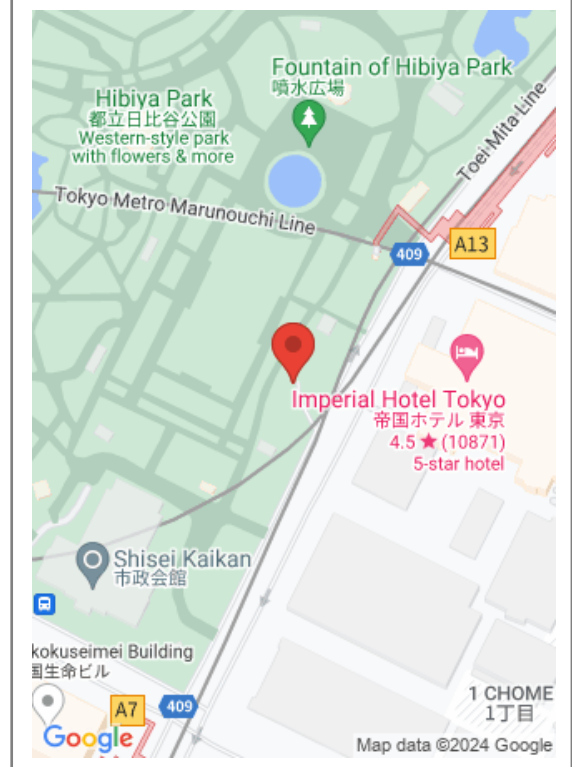 Fountain of Hibiya Park
噴水広場
Hibiya Park
都立日比谷公園
Western-style park
with flowers & more
Toei Mita Line
Tokyo Metro Marunouchi Line
A13
409
Imperial Hotel Tokyo
帝国ホテル 東京
4.5 ★ (10871)
5-star hotel
Shisei Kaikan
市政会館
kokuseimei Building
国生命ビル
A7
409
1 CHOME
1丁目
Google
Map data ©2024 Google